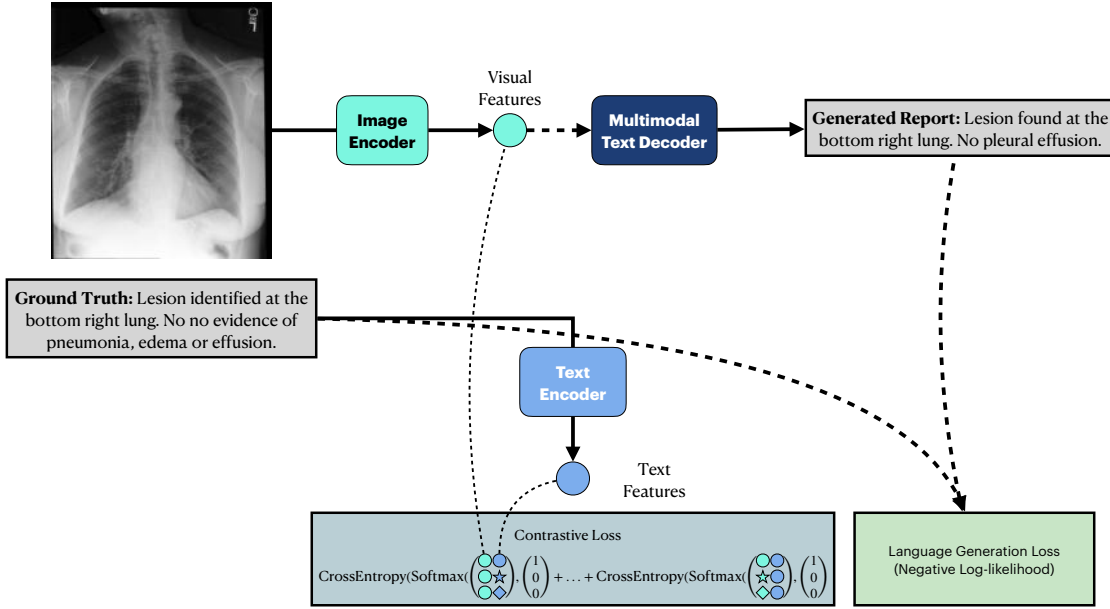 Visual
Features
Image
Encoder
Multimodal
Text Decoder
Generated Report: Lesion found at the
bottom right lung. No pleural effusion.
Ground Truth: Lesion identified at the
bottom right lung. No no evidence of
pneumonia, edema or effusion.
Text
Encoder
Text
Features
Contrastive Loss
CrossEntropy(Softmax( ( ) , (1 0 0) + … + CrossEntropy(Softmax( ( ) , (1 0 0)
Language Generation Loss
(Negative Log-likelihood)